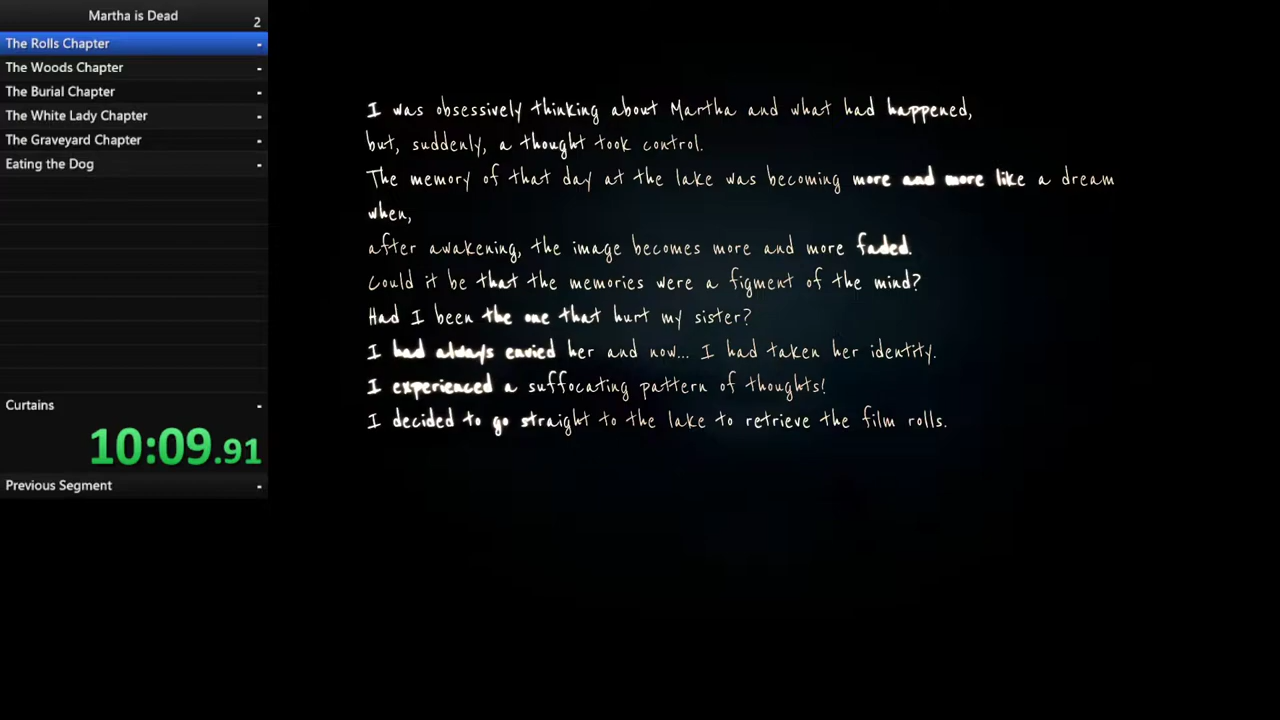 Martha is Dead
2
The Rolls Chapter -
The Woods Chapter -
The Burial Chapter -
The White Lady Chapter -
The Graveyard Chapter -
Eating the Dog -
Curtains -
10:09.91
Previous Segment -
I was obsessively thinking about Martha and what had happened,
but, suddenly, a thought took control.
The memory of that day at the lake was becoming more and more like a dream
when,
after awakening, the image becomes more and more faded.
Could it be that the memories were a figment of the mind?
Had I been the one that hurt my sister?
I had always envied her and now... I had taken her identity.
I experienced a suffocating pattern of thoughts!
I decided to go straight to the lake to retrieve the film rolls.